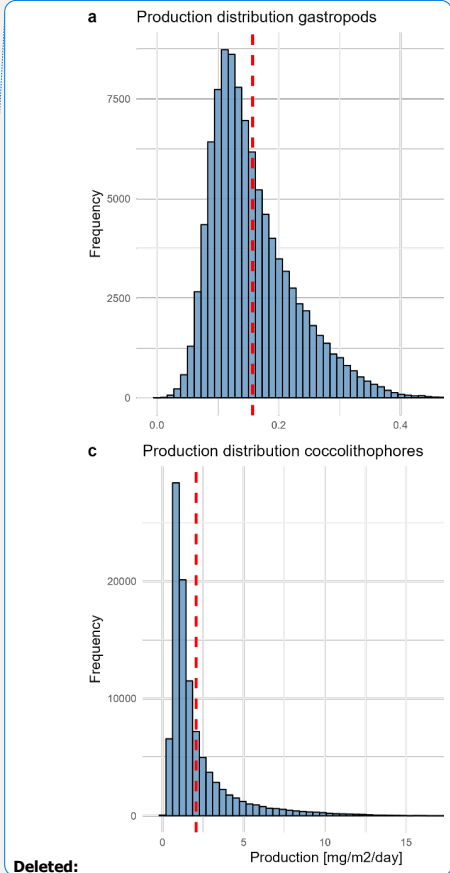 a Production distribution gastropods
7500
5000
2500
0
Frequency
0.0 0.2 0.4
c Production distribution coccolithophores
20000
10000
0
Frequency
0 5 10 15
Production [mg/m2/day]
Deleted: